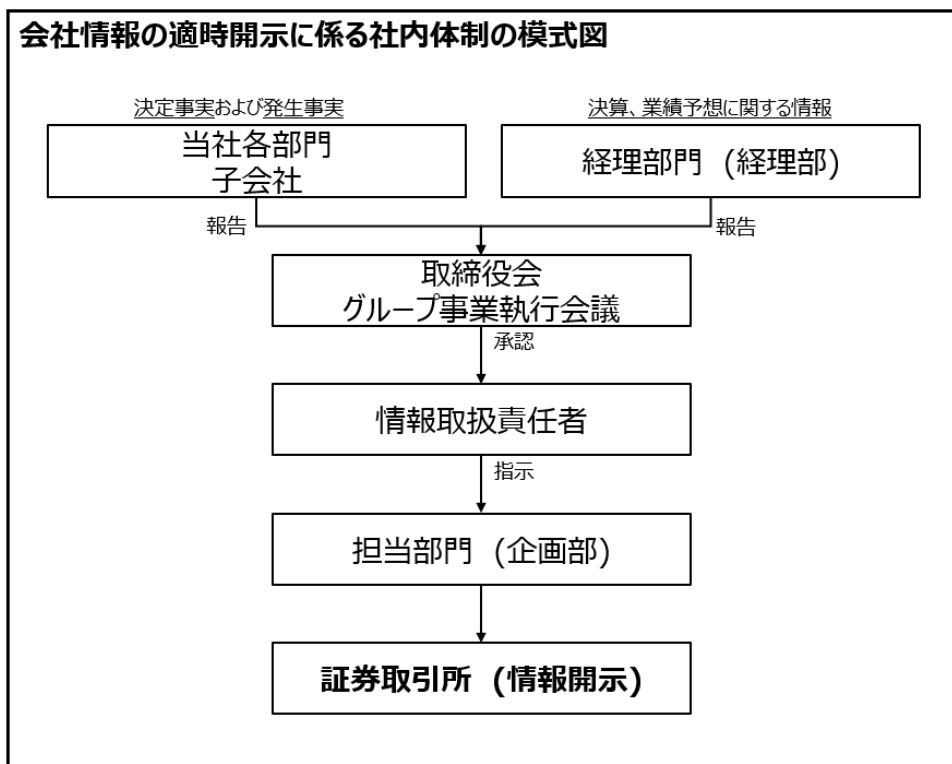 会社情報の適時開示に係る社内体制の模式図
決定事実および発生事実
当社各部門
子会社
決算、業績予想に関する情報
経理部門 (経理部)
報告
報告
取締役会
グループ事業執行会議
承認
情報取扱責任者
指示
担当部門 (企画部)
証券取引所 (情報開示)